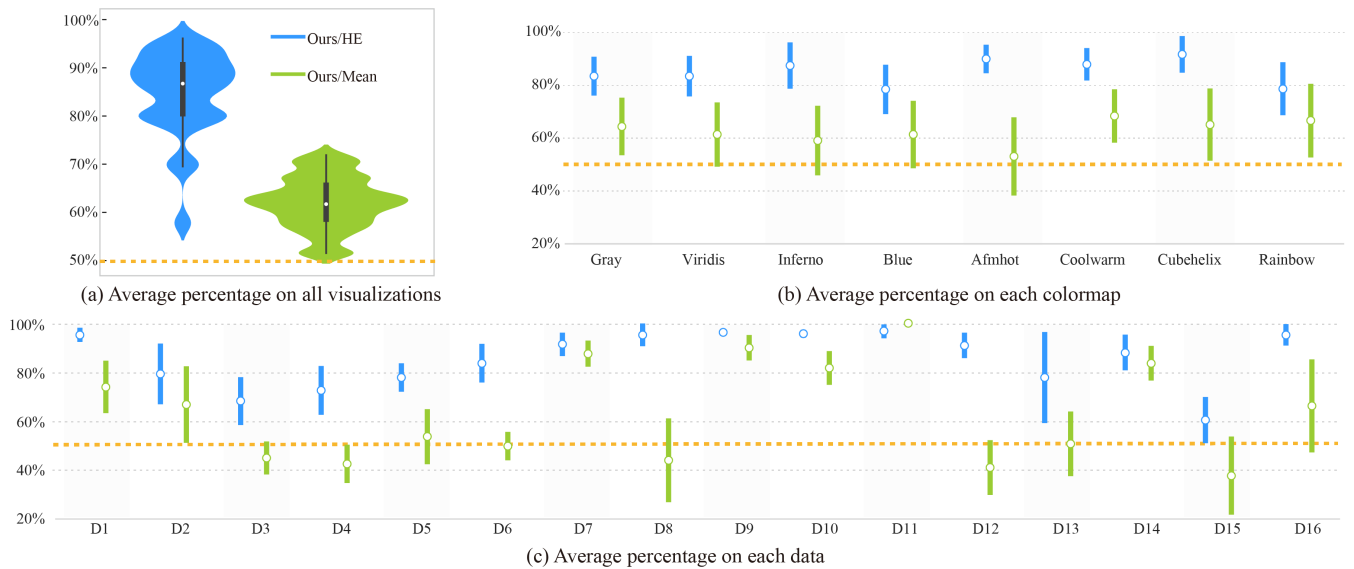 100%
90%
80%
70%
60%
50%
Ours/HE
Ours/Mean
(a) Average percentage on all visualizations
100%
80%
60%
40%
20%
Gray Viridis Inferno Blue Afmhot Coolwarm Cubehelix Rainbow
(b) Average percentage on each colormap
100%
80%
60%
40%
20%
D1 D2 D3 D4 D5 D6 D7 D8 D9 D10 D11 D12 D13 D14 D15 D16
(c) Average percentage on each data